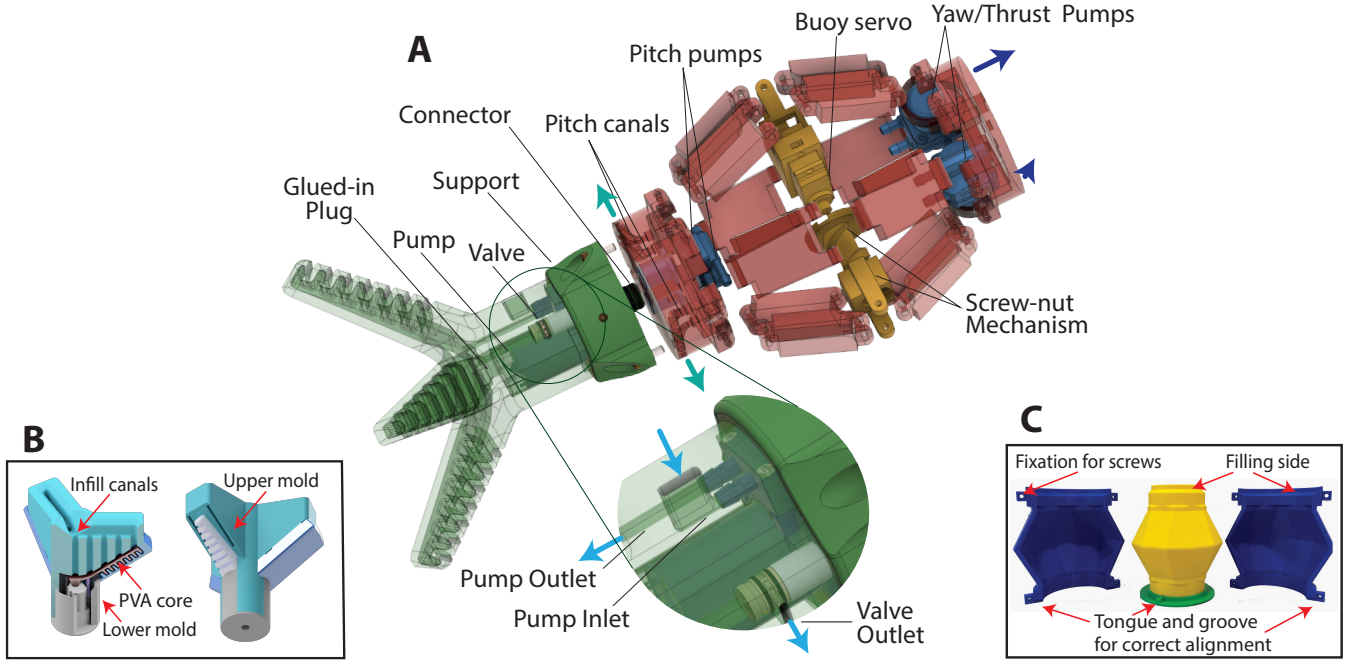 A
Buoy servo
Yaw/Thrust Pumps
Pitch pumps
Connector
Pitch canals
Support
Glued-in
Plug
Pump
Valve
Screw-nut
Mechanism
Pump Outlet
Pump Inlet
Valve
Outlet
B
Infill canals
Upper mold
PVA core
Lower mold
C
Fixation for screws
Filling side
Tongue and groove
for correct alignment